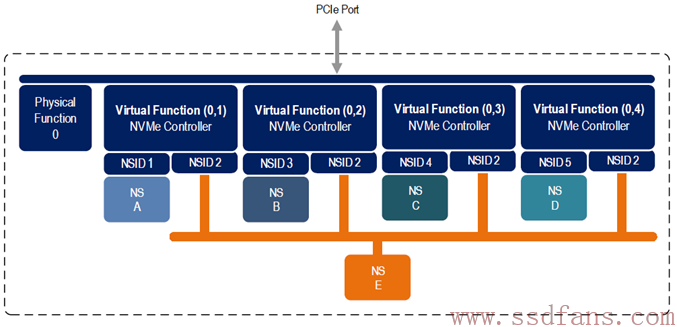 PCIe Port
Physical
Function
0
Virtual Function (0,1)
NVMe Controller
Virtual Function (0,2)
NVMe Controller
Virtual Function (0,3)
NVMe Controller
Virtual Function (0,4)
NVMe Controller
NSID 1
NSID 2
NSID 3
NSID 2
NSID 4
NSID 2
NSID 5
NSID 2
NS
A
NS
B
NS
C
NS
D
NS
E
www.ssdfans.com